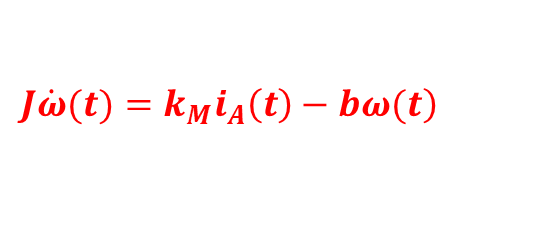 Jω̇(t) = k_M i_A(t) − bω(t)